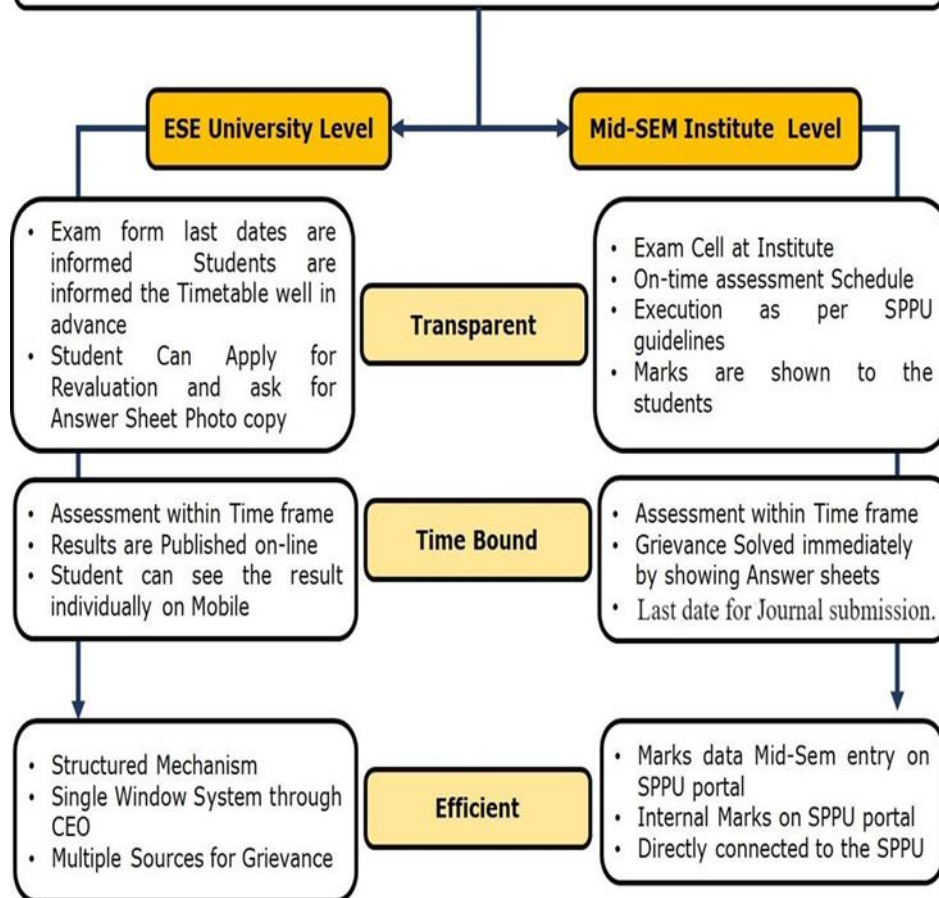 ESE University Level
Mid-SEM Institute Level
• Exam form last dates are
informed Students are
informed the Timetable well in
advance
• Student Can Apply for
Revaluation and ask for
Answer Sheet Photo copy
Transparent
• Exam Cell at Institute
• On-time assessment Schedule
• Execution as per SPPU
guidelines
• Marks are shown to the
students
• Assessment within Time frame
• Results are Published on-line
• Student can see the result
individually on Mobile
Time Bound
• Assessment within Time frame
• Grievance Solved immediately
by showing Answer sheets
• Last date for Journal submission.
• Structured Mechanism
• Single Window System through
CEO
• Multiple Sources for Grievance
Efficient
• Marks data Mid-Sem entry on
SPPU portal
• Internal Marks on SPPU portal
• Directly connected to the SPPU